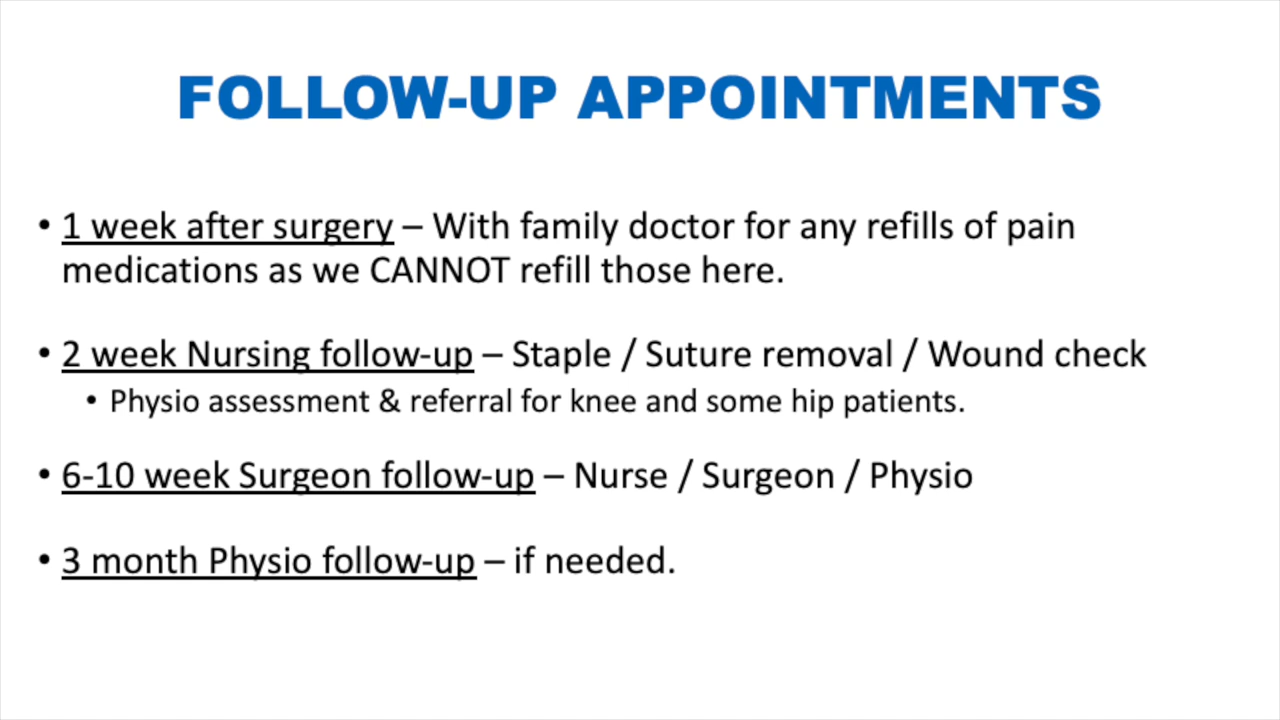 FOLLOW-UP APPOINTMENTS
• 1 week after surgery – With family doctor for any refills of pain
medications as we CANNOT refill those here.
• 2 week Nursing follow-up – Staple / Suture removal / Wound check
• Physio assessment & referral for knee and some hip patients.
• 6-10 week Surgeon follow-up – Nurse / Surgeon / Physio
• 3 month Physio follow-up – if needed.